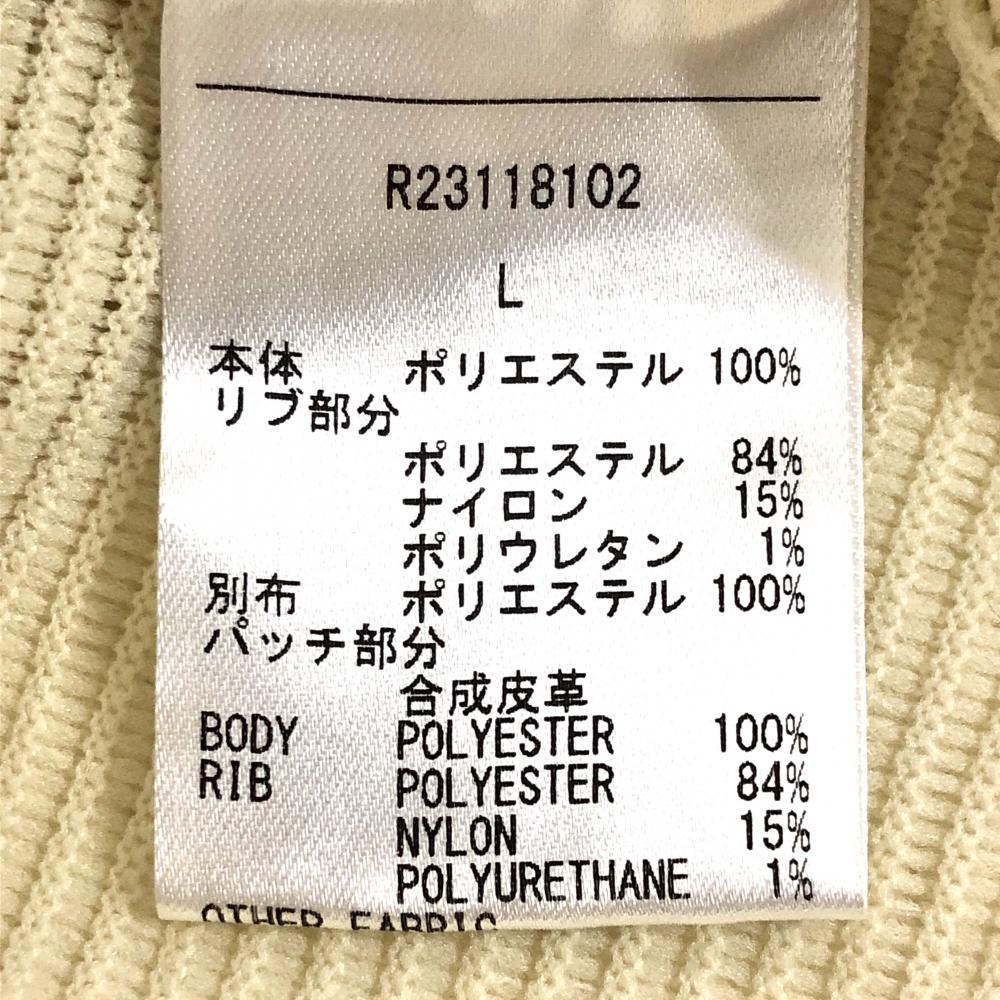 R23118102
L
本体 ポリエステル 100%
リブ部分
ポリエステル 84%
ナイロン 15%
ポリウレタン 1%
別布 ポリエステル 100%
パッチ部分
合成皮革
BODY POLYESTER 100%
RIB POLYESTER 84%
NYLON 15%
POLYURETHANE 1%
OTHER FABRIC